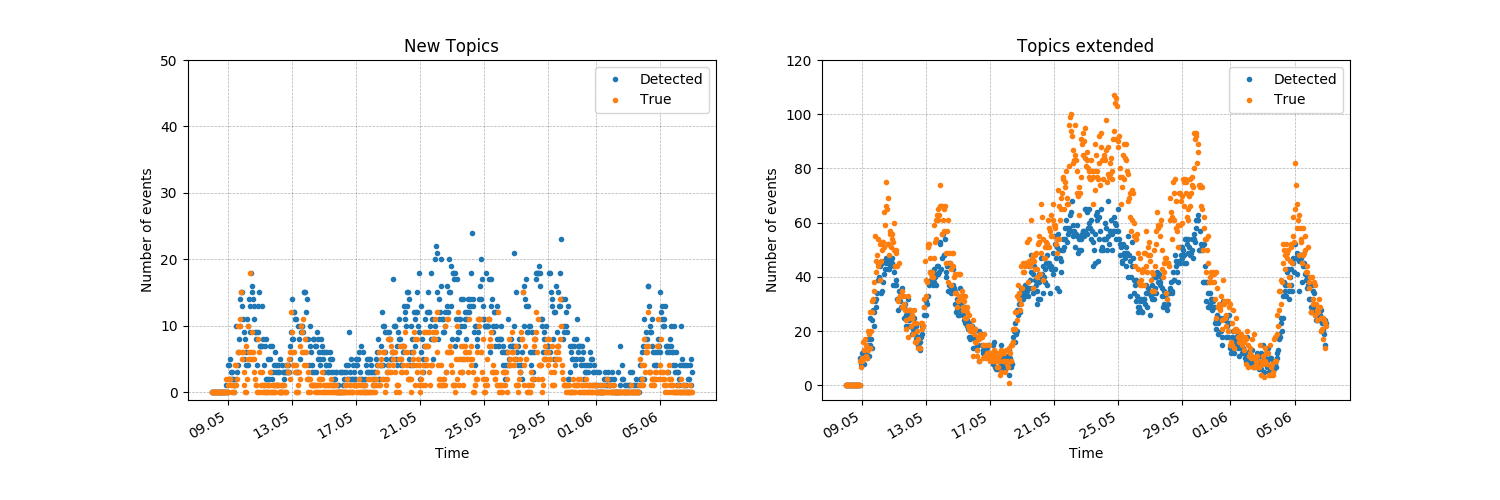 New Topics
50
40
30
20
10
0
Number of events
Detected
True
09.05
13.05
17.05
21.05
25.05
29.05
01.06
05.06
Time
Topics extended
120
100
80
60
40
20
0
Number of events
Detected
True
09.05
13.05
17.05
21.05
25.05
29.05
01.06
05.06
Time